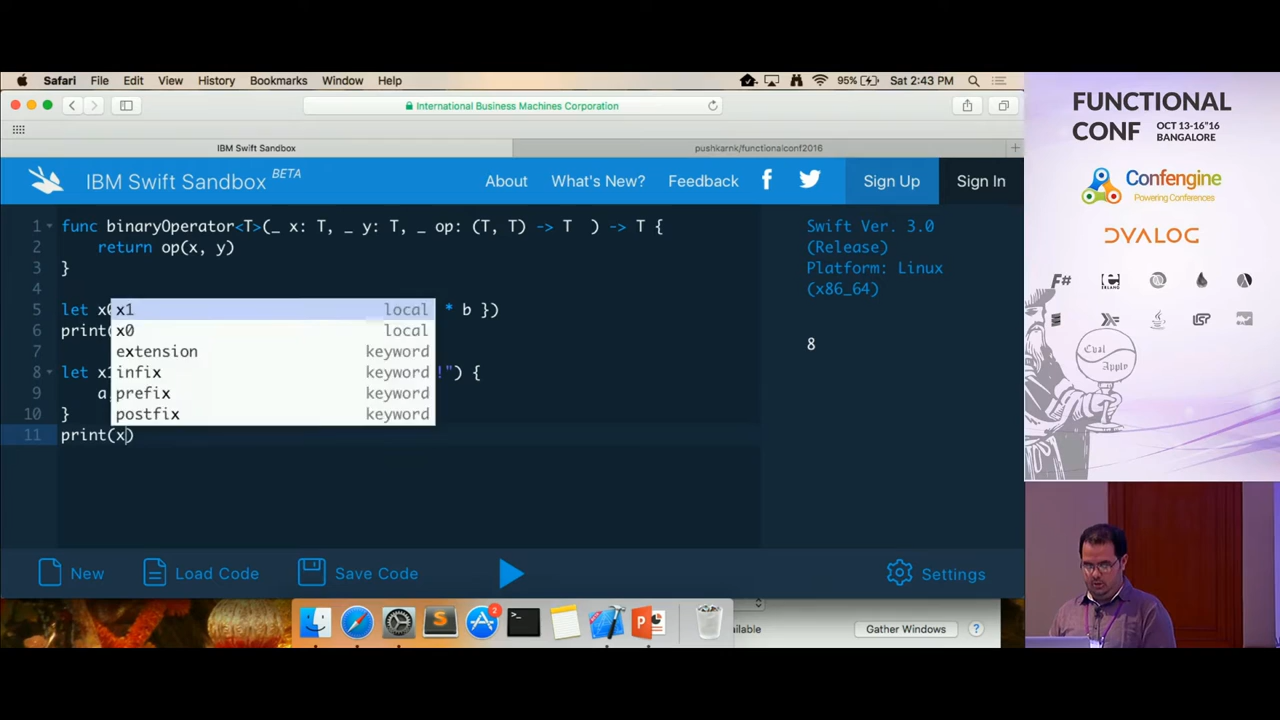 Safari File Edit View History Bookmarks Window Help 95% Sat 2:43 PM
International Business Machines Corporation
IBM Swift Sandbox pushkarnk/functionalconf2016
IBM Swift Sandbox BETA About What's New? Feedback Sign Up Sign In
1 func binaryOperator<T>(_ x: T, _ y: T, _ op: (T, T) -> T ) -> T {
2 return op(x, y)
3 }
4
5 let x0 * b })
6 print(
7
8 let x1 !") {
9 a
10 }
11 print(x)
x1 local
x0 local
extension keyword
infix keyword
prefix keyword
postfix keyword
Swift Ver. 3.0
(Release)
Platform: Linux
(x86_64)
8
New Load Code Save Code Settings
2
Gather Windows ?
FUNCTIONAL
CONF OCT 13-16"16
BANGALORE
Confengine
Powering Conferences
DYALOG
F# ERLANG
LISP
Eval
Apply